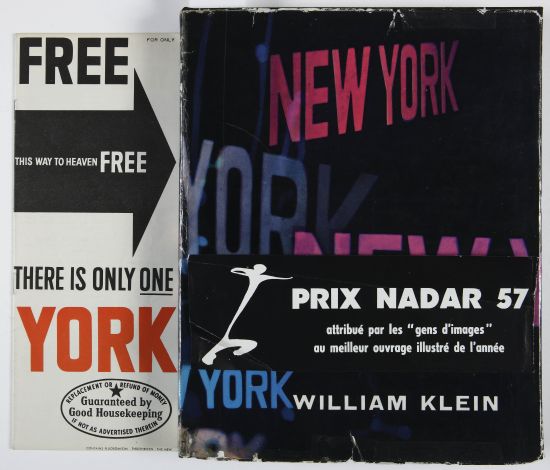 FREE
FOR ONLY
THIS WAY TO HEAVEN FREE
THERE IS ONLY ONE
YORK
REPLACEMENT OR REFUND OF MONEY
Guaranteed by
Good Housekeeping
IF NOT AS ADVERTISED THEREIN
NEW YORK
YORK
NEW Y
PRIX NADAR 57
attribué par les "gens d'images"
au meilleur ouvrage illustré de l'année
YORK
WILLIAM KLEIN